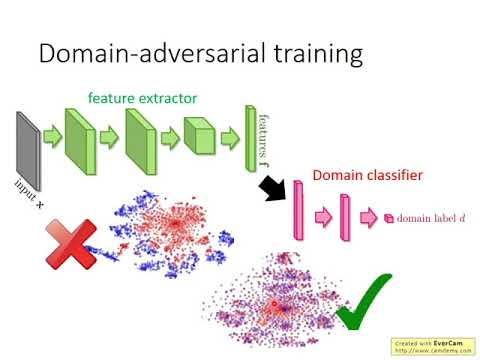 Domain-adversarial training
feature extractor
features f
input x
Domain classifier
domain label d
Created with EverCam
http://www.camdemy.com